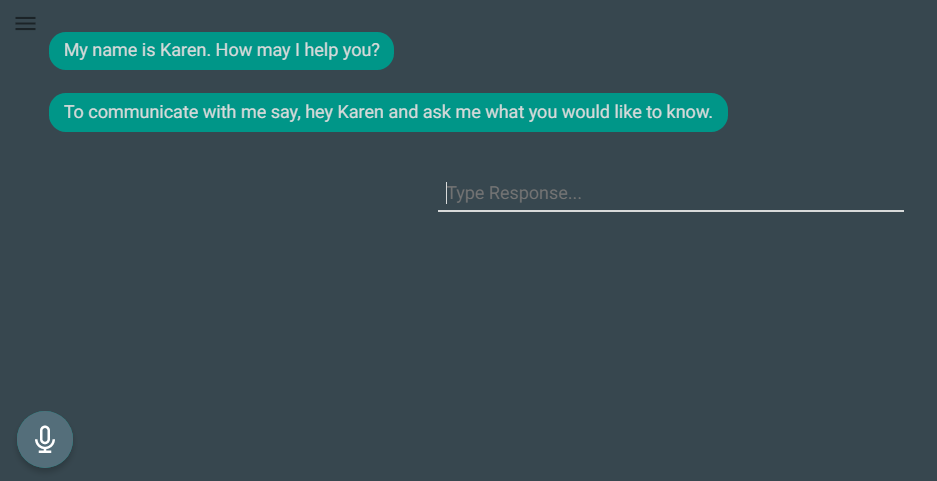 My name is Karen. How may I help you?
To communicate with me say, hey Karen and ask me what you would like to know.
Type Response...